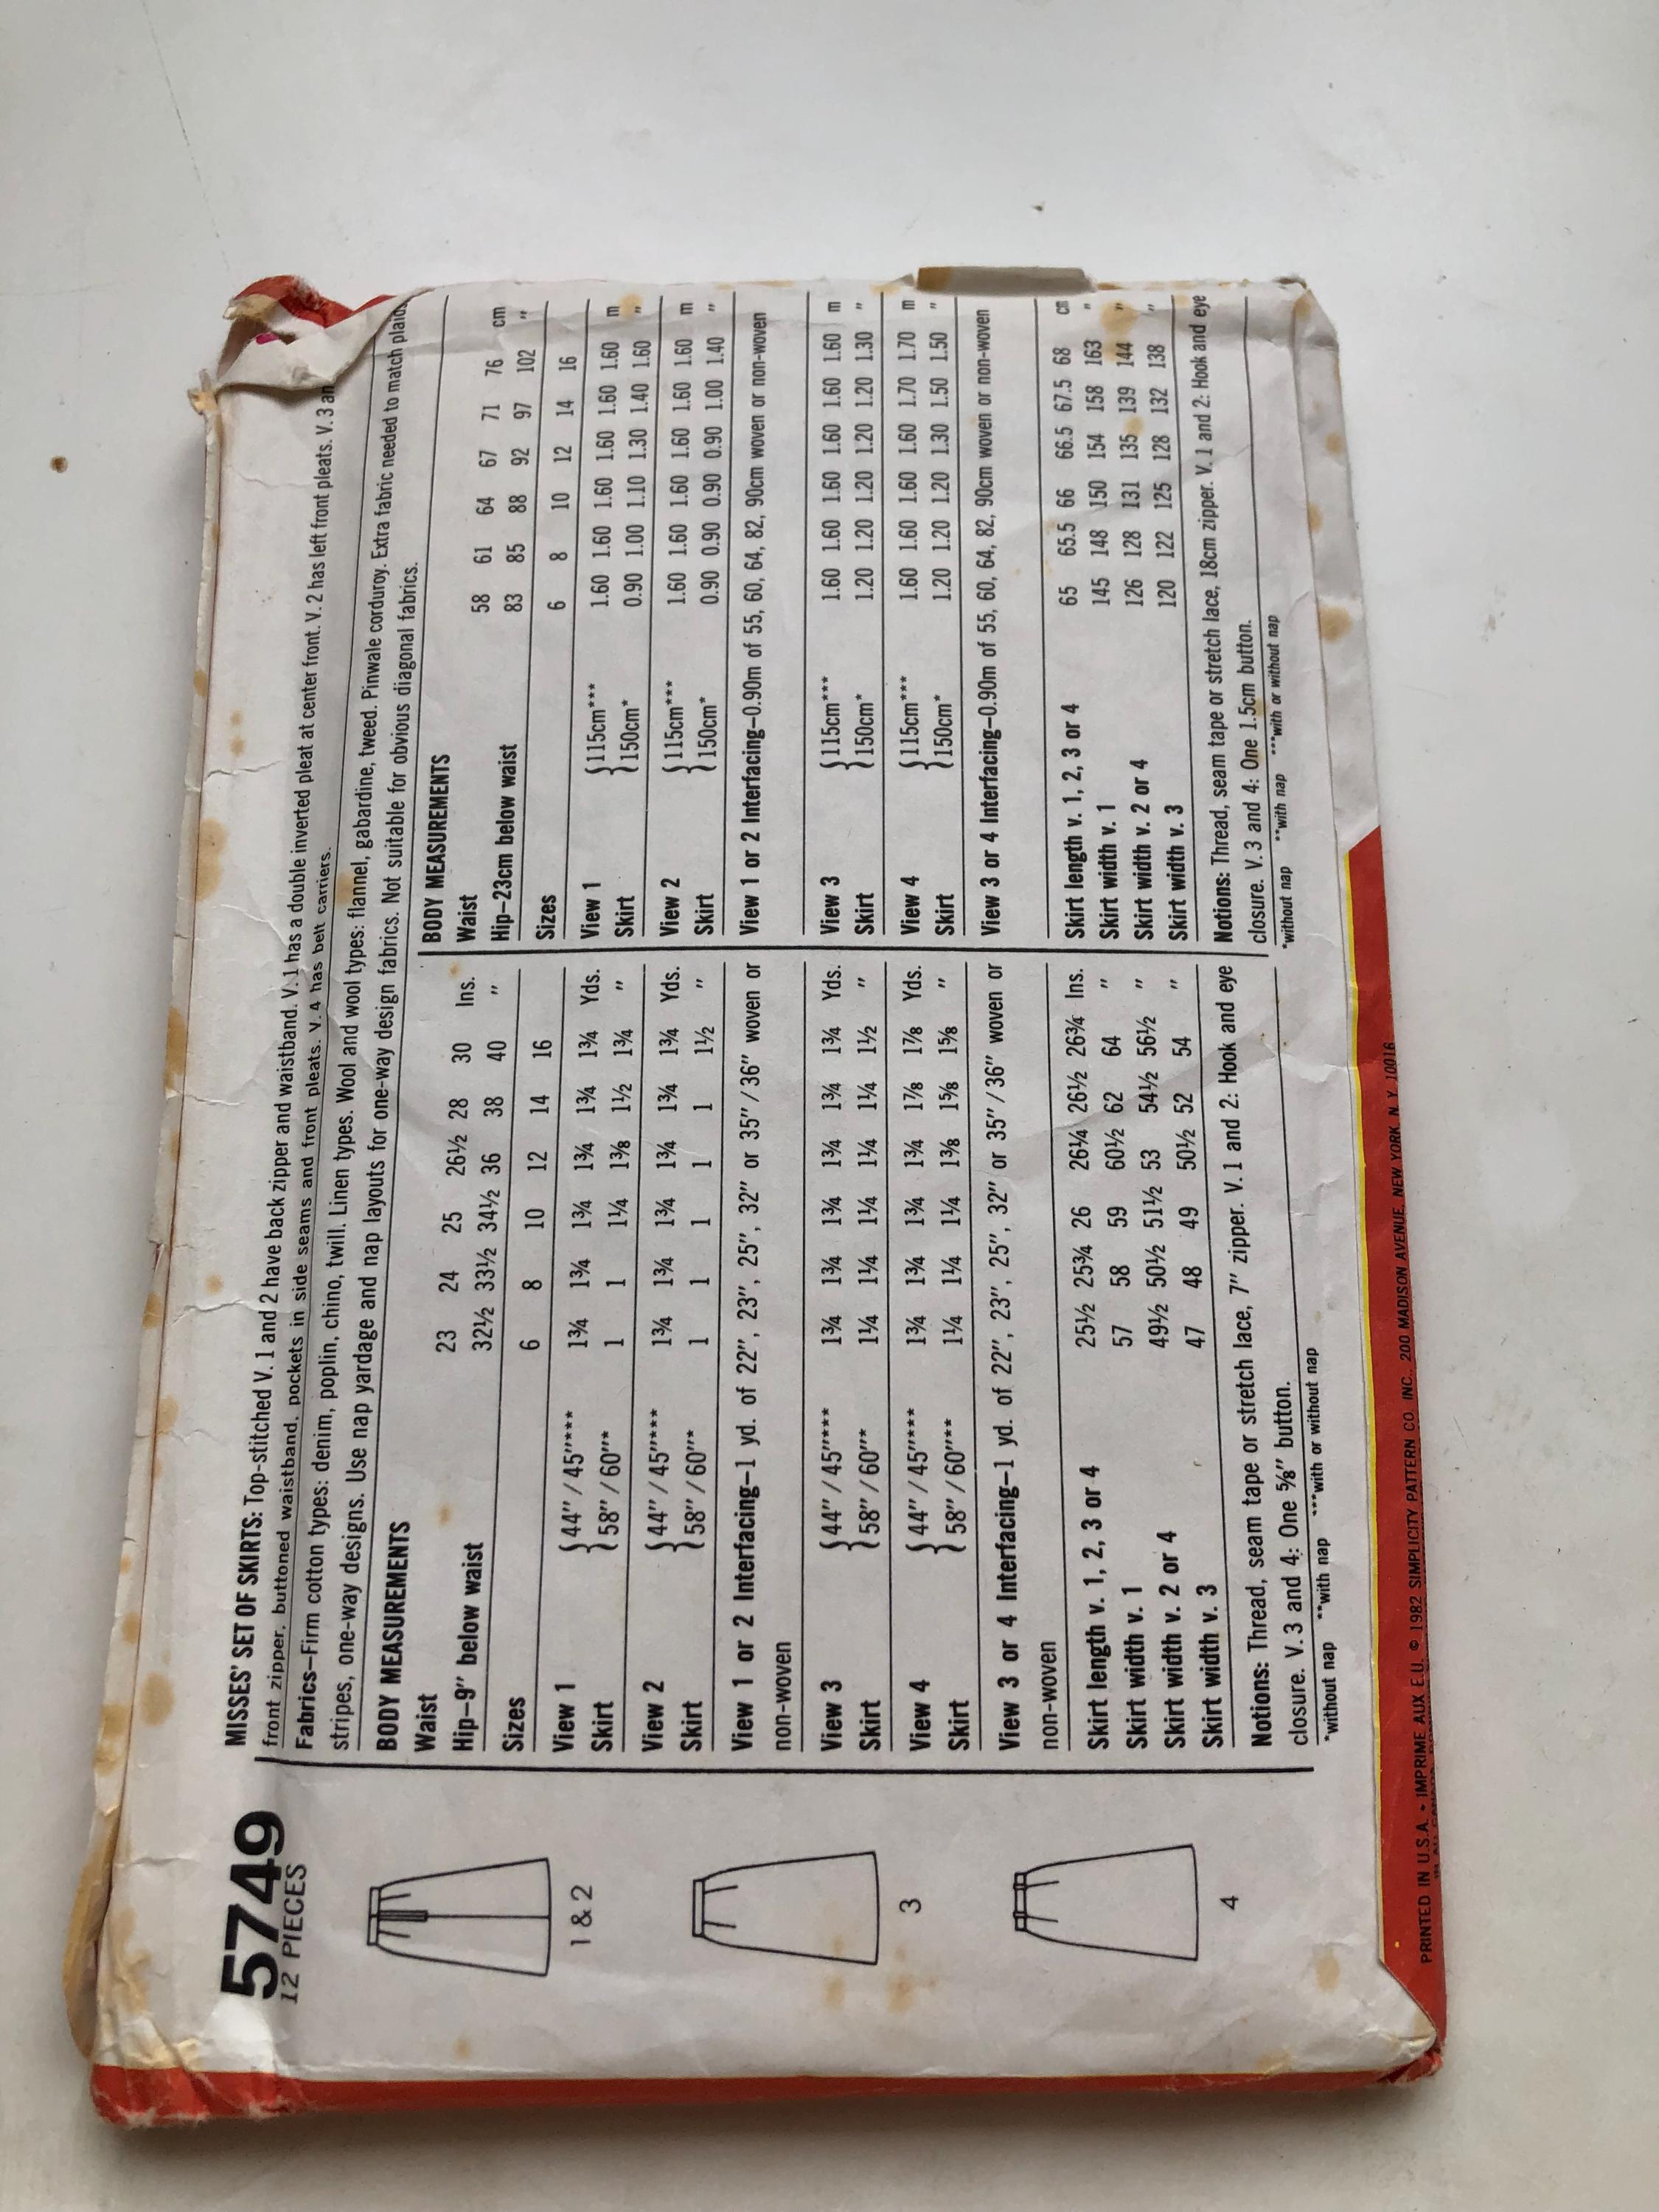 5749
12 PIECES
MISSES' SET OF SKIRTS: Top-stitched V. 1 and 2 have back zipper and waistband. V. 1 has a double inverted pleat at center front. V. 2 has left front pleats. V. 3 an
front zipper, buttoned waistband, pockets in side seams and front pleats. V. 4 has belt carriers.
Fabrics—Firm cotton types: denim, poplin, chino, twill. Linen types. Wool and wool types: flannel, gabardine, tweed. Pinwale corduroy. Extra fabric needed to match plaids,
stripes, one-way designs. Use nap yardage and nap layouts for one-way design fabrics. Not suitable for obvious diagonal fabrics.
BODY MEASUREMENTS
Waist 23 24 25 26½ 28 30 Ins.
Hip—9" below waist 32½ 33½ 34½ 36 38 40 "
Sizes 6 8 10 12 14 16
View 1 {44"/45"*** 1¾ 1¾ 1¾ 1¾ 1¾ 1¾ Yds.
Skirt {58"/60"* 1 1 1¼ 1⅜ 1½ 1¾ "
View 2 {44"/45"*** 1¾ 1¾ 1¾ 1¾ 1¾ 1¾ Yds.
Skirt {58"/60"* 1 1 1 1 1 1½ "
View 1 or 2 Interfacing—1 yd. of 22", 23", 25", 32" or 35"/36" woven or
non-woven
View 3 {44"/45"*** 1¾ 1¾ 1¾ 1¾ 1¾ 1¾ Yds.
Skirt {58"/60"* 1¼ 1¼ 1¼ 1¼ 1¼ 1½ "
View 4 {44"/45"*** 1¾ 1¾ 1¾ 1¾ 1⅞ 1⅞ Yds.
Skirt {58"/60"** 1¼ 1¼ 1¼ 1⅜ 1⅝ 1⅝ "
View 3 or 4 Interfacing—1 yd. of 22", 23", 25", 32" or 35"/36" woven or
non-woven
Skirt length v. 1, 2, 3 or 4 25½ 25¾ 26 26¼ 26½ 26¾ Ins.
Skirt width v. 1 57 58 59 60½ 62 64 "
Skirt width v. 2 or 4 49½ 50½ 51½ 53 54½ 56½ "
Skirt width v. 3 47 48 49 50½ 52 54 "
Notions: Thread, seam tape or stretch lace, 7" zipper. V. 1 and 2: Hook and eye
closure. V. 3 and 4: One ⅝" button.
*without nap **with nap ***with or without nap
BODY MEASUREMENTS
Waist 58 61 64 67 71 76 cm
Hip—23cm below waist 83 85 88 92 97 102 "
Sizes 6 8 10 12 14 16
View 1 {115cm*** 1.60 1.60 1.60 1.60 1.60 1.60 m
Skirt {150cm* 0.90 1.00 1.10 1.30 1.40 1.60 "
View 2 {115cm*** 1.60 1.60 1.60 1.60 1.60 1.60 m
Skirt {150cm* 0.90 0.90 0.90 0.90 1.00 1.40 "
View 1 or 2 Interfacing—0.90m of 55, 60, 64, 82, 90cm woven or non-woven
View 3 {115cm*** 1.60 1.60 1.60 1.60 1.60 1.60 m
Skirt {150cm* 1.20 1.20 1.20 1.20 1.20 1.30 "
View 4 {115cm*** 1.60 1.60 1.60 1.60 1.70 1.70 m
Skirt {150cm* 1.20 1.20 1.20 1.30 1.50 1.50 "
View 3 or 4 Interfacing—0.90m of 55, 60, 64, 82, 90cm woven or non-woven
Skirt length v. 1, 2, 3 or 4 65 65.5 66 66.5 67.5 68 cm
Skirt width v. 1 145 148 150 154 158 163 "
Skirt width v. 2 or 4 126 128 131 135 139 144 "
Skirt width v. 3 120 122 125 128 132 138 "
Notions: Thread, seam tape or stretch lace, 18cm zipper. V. 1 and 2: Hook and eye
closure. V. 3 and 4: One 1.5cm button.
*without nap **with nap ***with or without nap
1 & 2
3
4
PRINTED IN U.S.A. • IMPRIME AUX E.U. © 1982 SIMPLICITY PATTERN CO. INC., 200 MADISON AVENUE, NEW YORK, N.Y. 10016